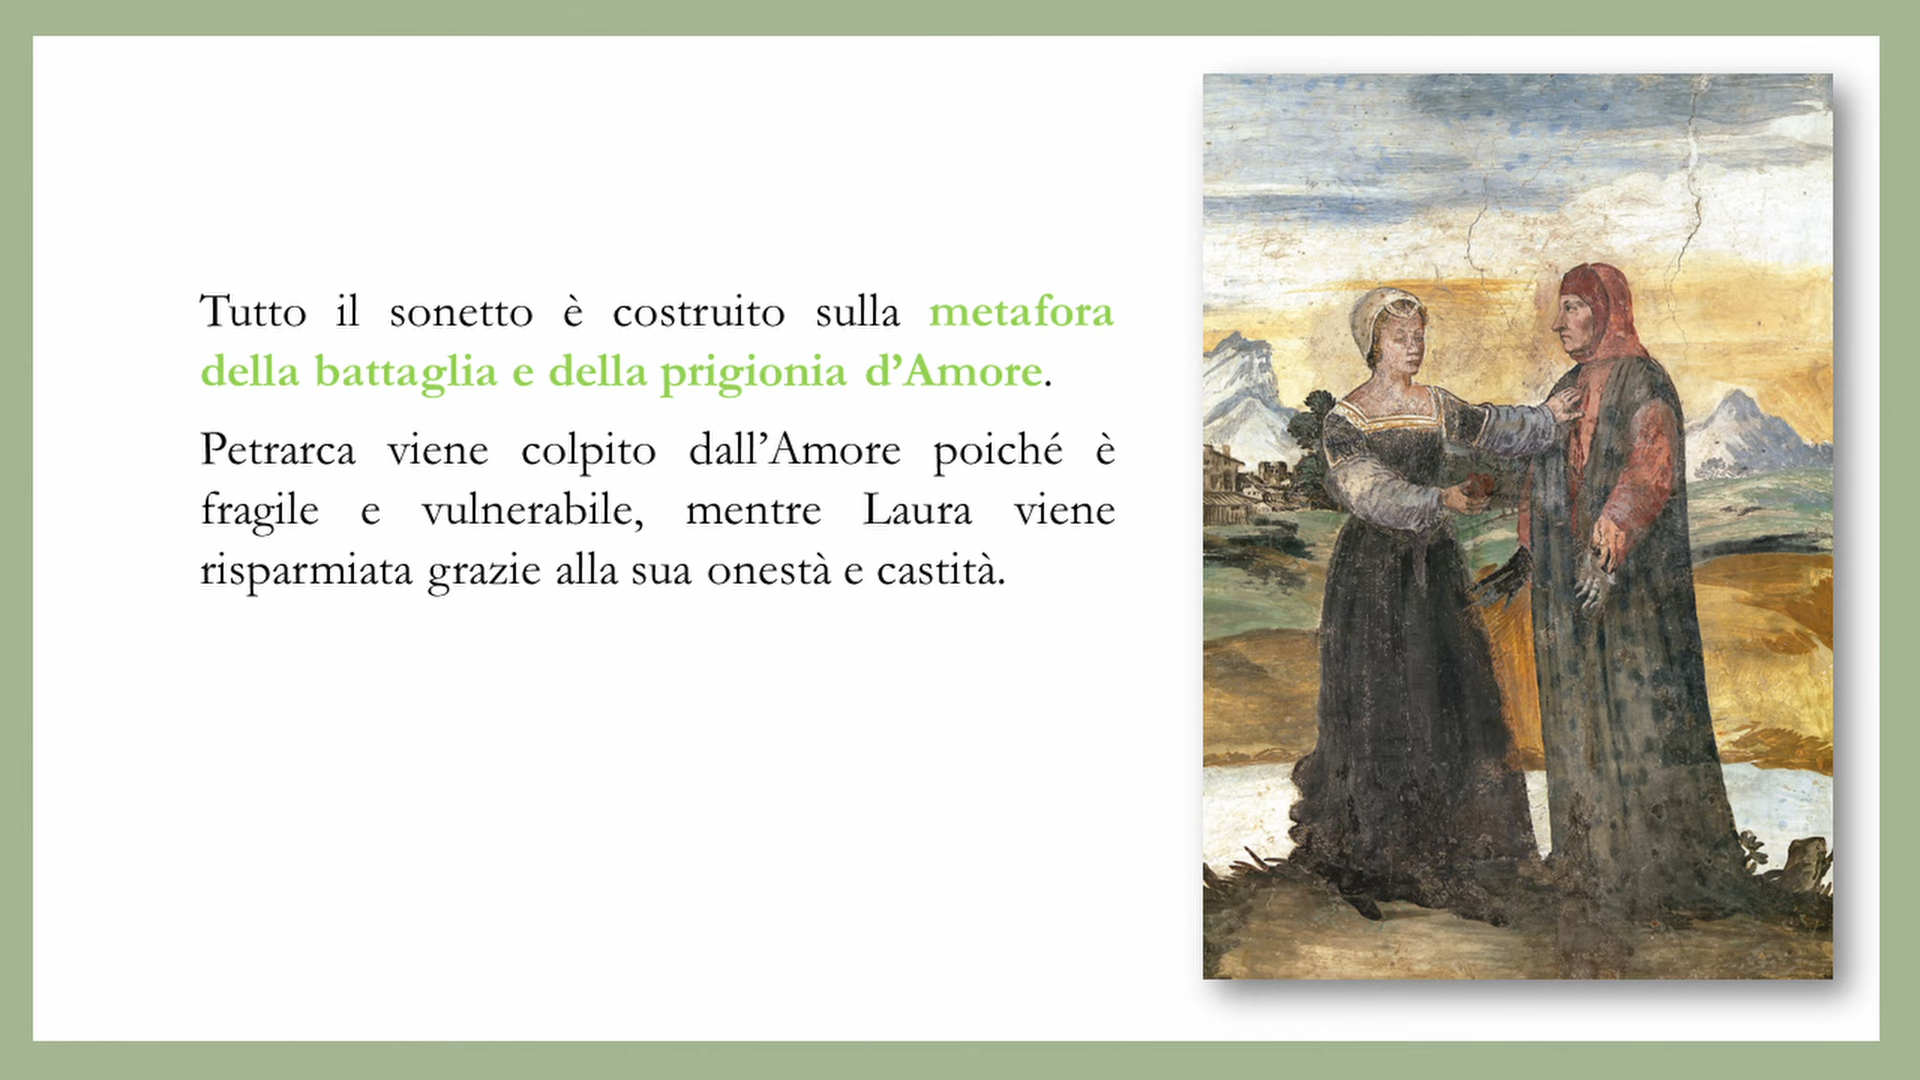 Tutto il sonetto è costruito sulla metafora
della battaglia e della prigionia d’Amore.
Petrarca viene colpito dall’Amore poiché è
fragile e vulnerabile, mentre Laura viene
risparmiata grazie alla sua onestà e castità.